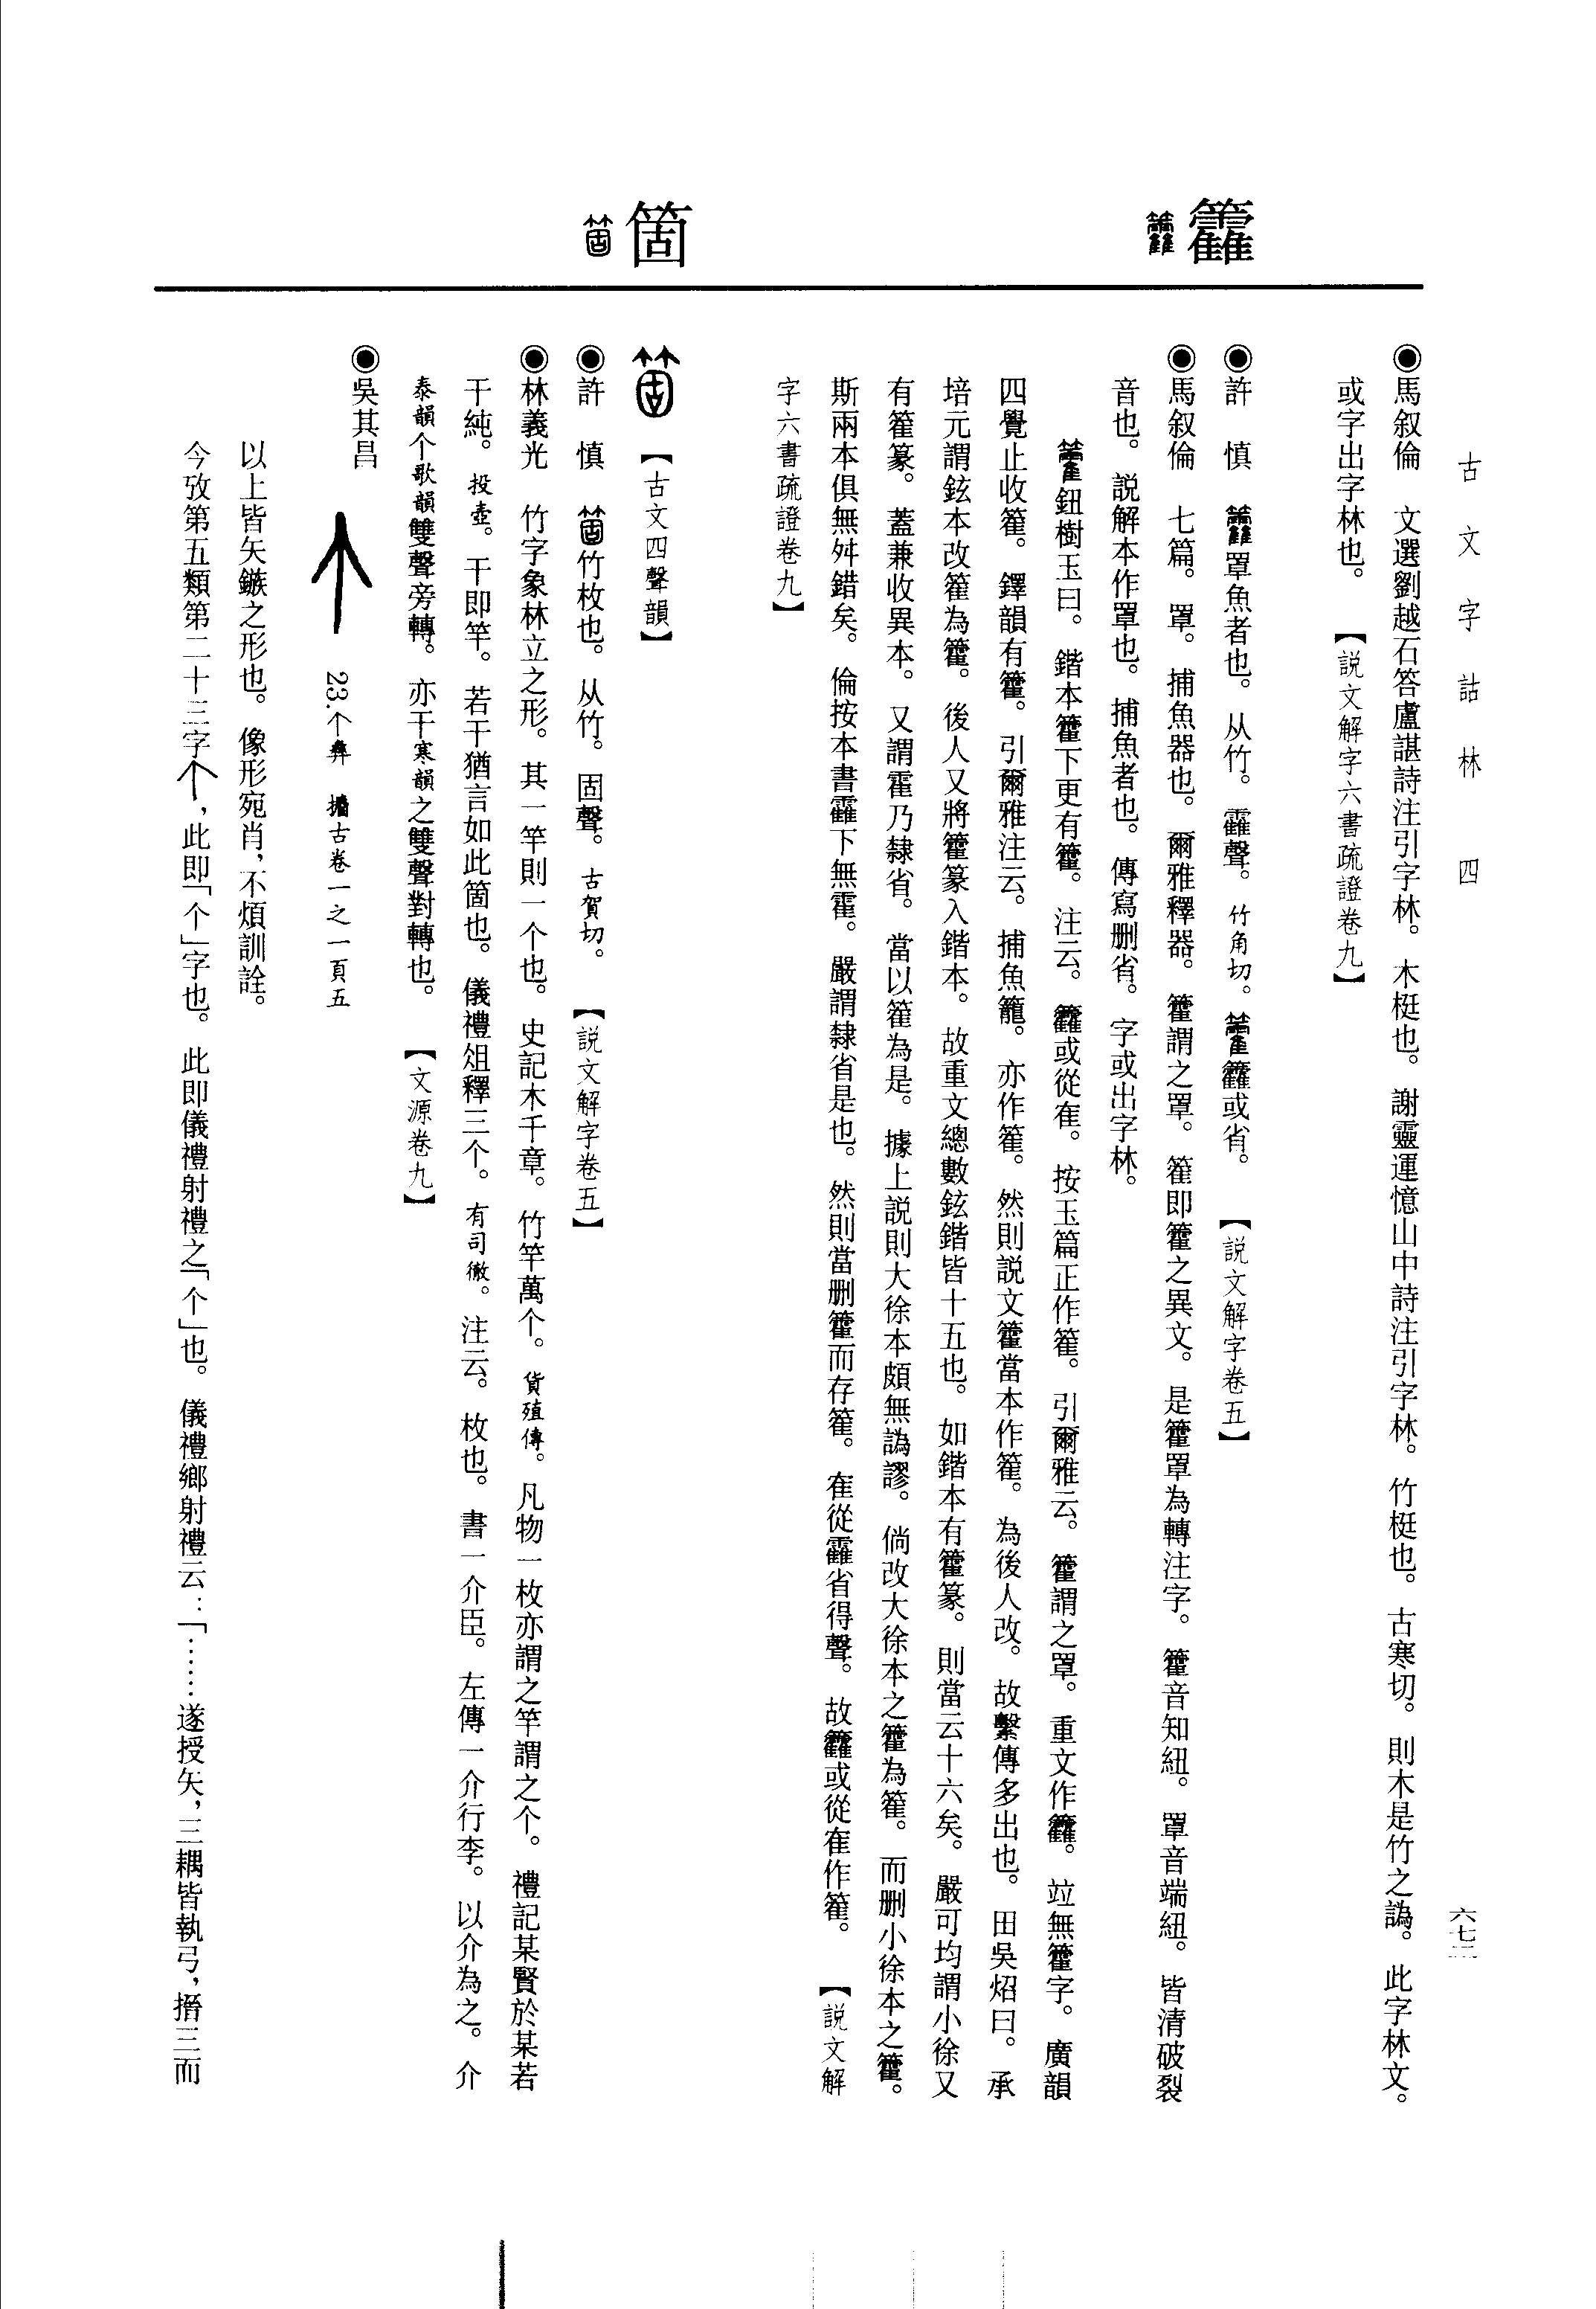 古文字詁林 四
六七二
籱
箇
◉馬叙倫 文選劉越石答盧諶詩注引字林。木梃也。謝靈運憶山中詩注引字林。竹梃也。古寒切。則木是竹之譌。此字林文。
或字出字林也。【説文解字六書疏證卷九】
◉許 慎 籱罩魚者也。从竹。靃聲。竹角切。籗籱或省。【説文解字卷五】
◉馬叙倫 七篇。罩。捕魚器也。爾雅釋器。籗謂之罩。篧即籗之異文。是籗罩為轉注字。籗音知紐。罩音端紐。皆清破裂
音也。説解本作罩也。捕魚者也。傳寫删省。字或出字林。
籗鈕樹玉曰。鍇本籗下更有籗。注云。籱或從隺。按玉篇正作篧。引爾雅云。籗謂之罩。重文作籱。竝無籗字。廣韻
四覺止收篧。鐸韻有籗。引爾雅注云。捕魚籠。亦作篧。然則説文籗當本作篧。為後人改。故繫傳多出也。田吳炤曰。承
培元謂鉉本改篧為籗。後人又將籗篆入鍇本。故重文總數鉉鍇皆十五也。如鍇本有籗篆。則當云十六矣。嚴可均謂小徐又
有篧篆。蓋兼收異本。又謂霍乃隸省。當以篧為是。據上説則大徐本頗無譌謬。倘改大徐本之籗為篧。而删小徐本之籗。
斯兩本俱無舛錯矣。倫按本書靃下無霍。嚴謂隸省是也。然則當删籗而存篧。隺從靃省得聲。故籱或從隺作篧。【説文解
字六書疏證卷九】
【古文四聲韻】
◉許 慎 箇竹枚也。从竹。固聲。古賀切。【説文解字卷五】
◉林義光 竹字象林立之形。其一竿則一个也。史記木千章。竹竿萬个。貨殖傳。凡物一枚亦謂之竿謂之个。禮記某賢於某若
干純。投壺。干即竿。若干猶言如此箇也。儀禮俎釋三个。有司徹。注云。枚也。書一介臣。左傳一介行李。以介為之。介
泰韻个歌韻雙聲旁轉。亦干寒韻之雙聲對轉也。【文源卷九】
◉吳其昌 23.个彝 攈古卷一之一頁五
以上皆矢鏃之形也。像形宛肖,不煩訓詮。
今攷第五類第二十三字,此即「个」字也。此即儀禮射禮之「个」也。儀禮鄉射禮云:「……遂授矢,三耦皆執弓,搢三而